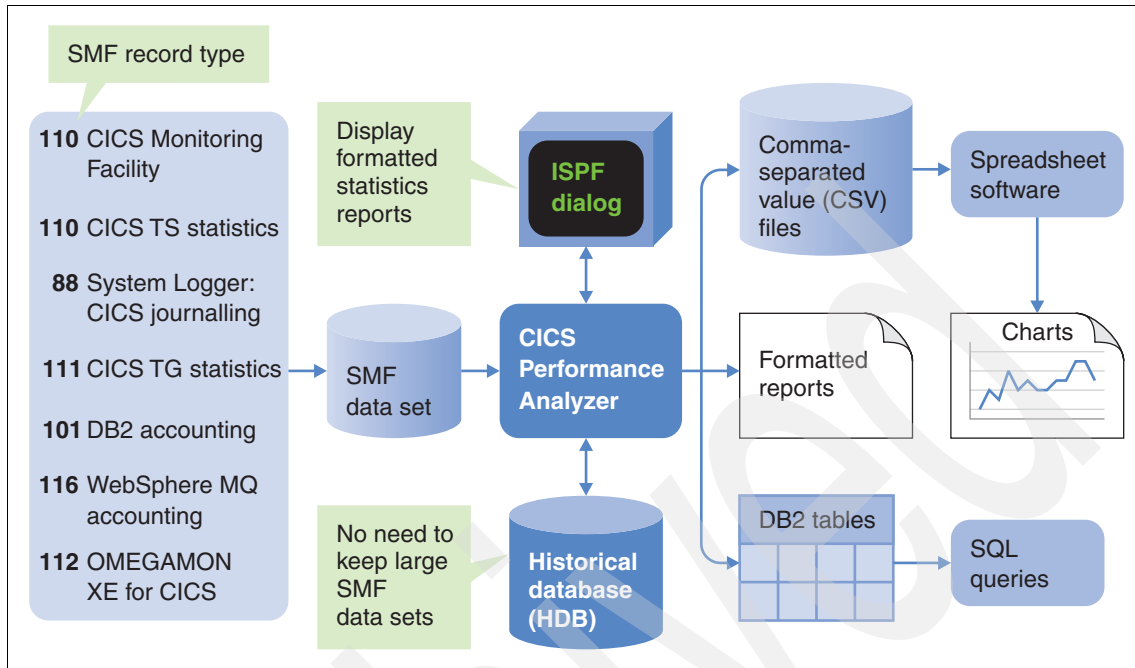 SMF record type
110 CICS Monitoring
Facility
110 CICS TS statistics
88 System Logger:
CICS journalling
111 CICS TG statistics
101 DB2 accounting
116 WebSphere MQ
accounting
112 OMEGAMON
XE for CICS
SMF
data set
Display
formatted
statistics
reports
ISPF
dialog
CICS
Performance
Analyzer
No need to
keep large
SMF
data sets
Historical
database
(HDB)
Comma-
separated
value (CSV)
files
Spreadsheet
software
Formatted
reports
Charts
DB2 tables
SQL
queries